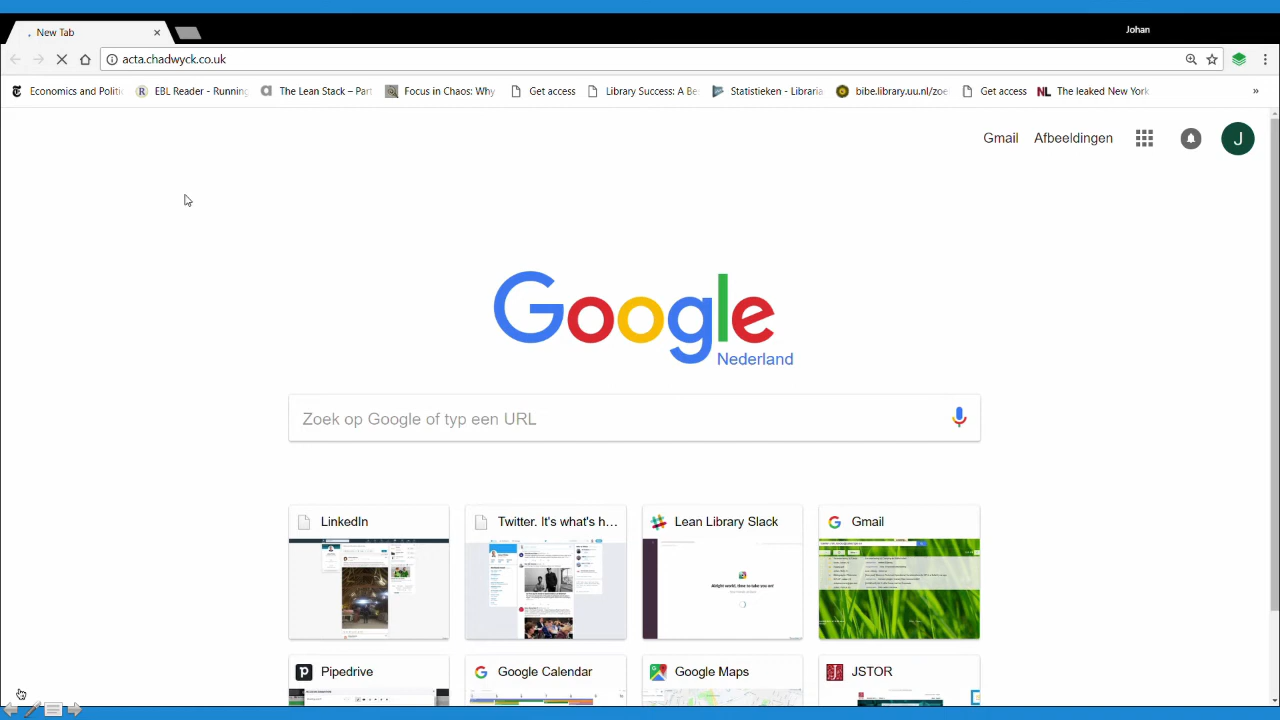 New Tab
Johan
acta.chadwyck.co.uk
Economics and Politi
EBL Reader - Running
The Lean Stack – Part
Focus in Chaos: Why
Get access
Library Success: A Be
Statistieken - Libraria
bibe.library.uu.nl/zoe
Get access
The leaked New York
»
Gmail
Afbeeldingen
J
Google
Nederland
Zoek op Google of typ een URL
LinkedIn
Twitter. It's what's h...
Lean Library Slack
Gmail
Pipedrive
Google Calendar
Google Maps
JSTOR